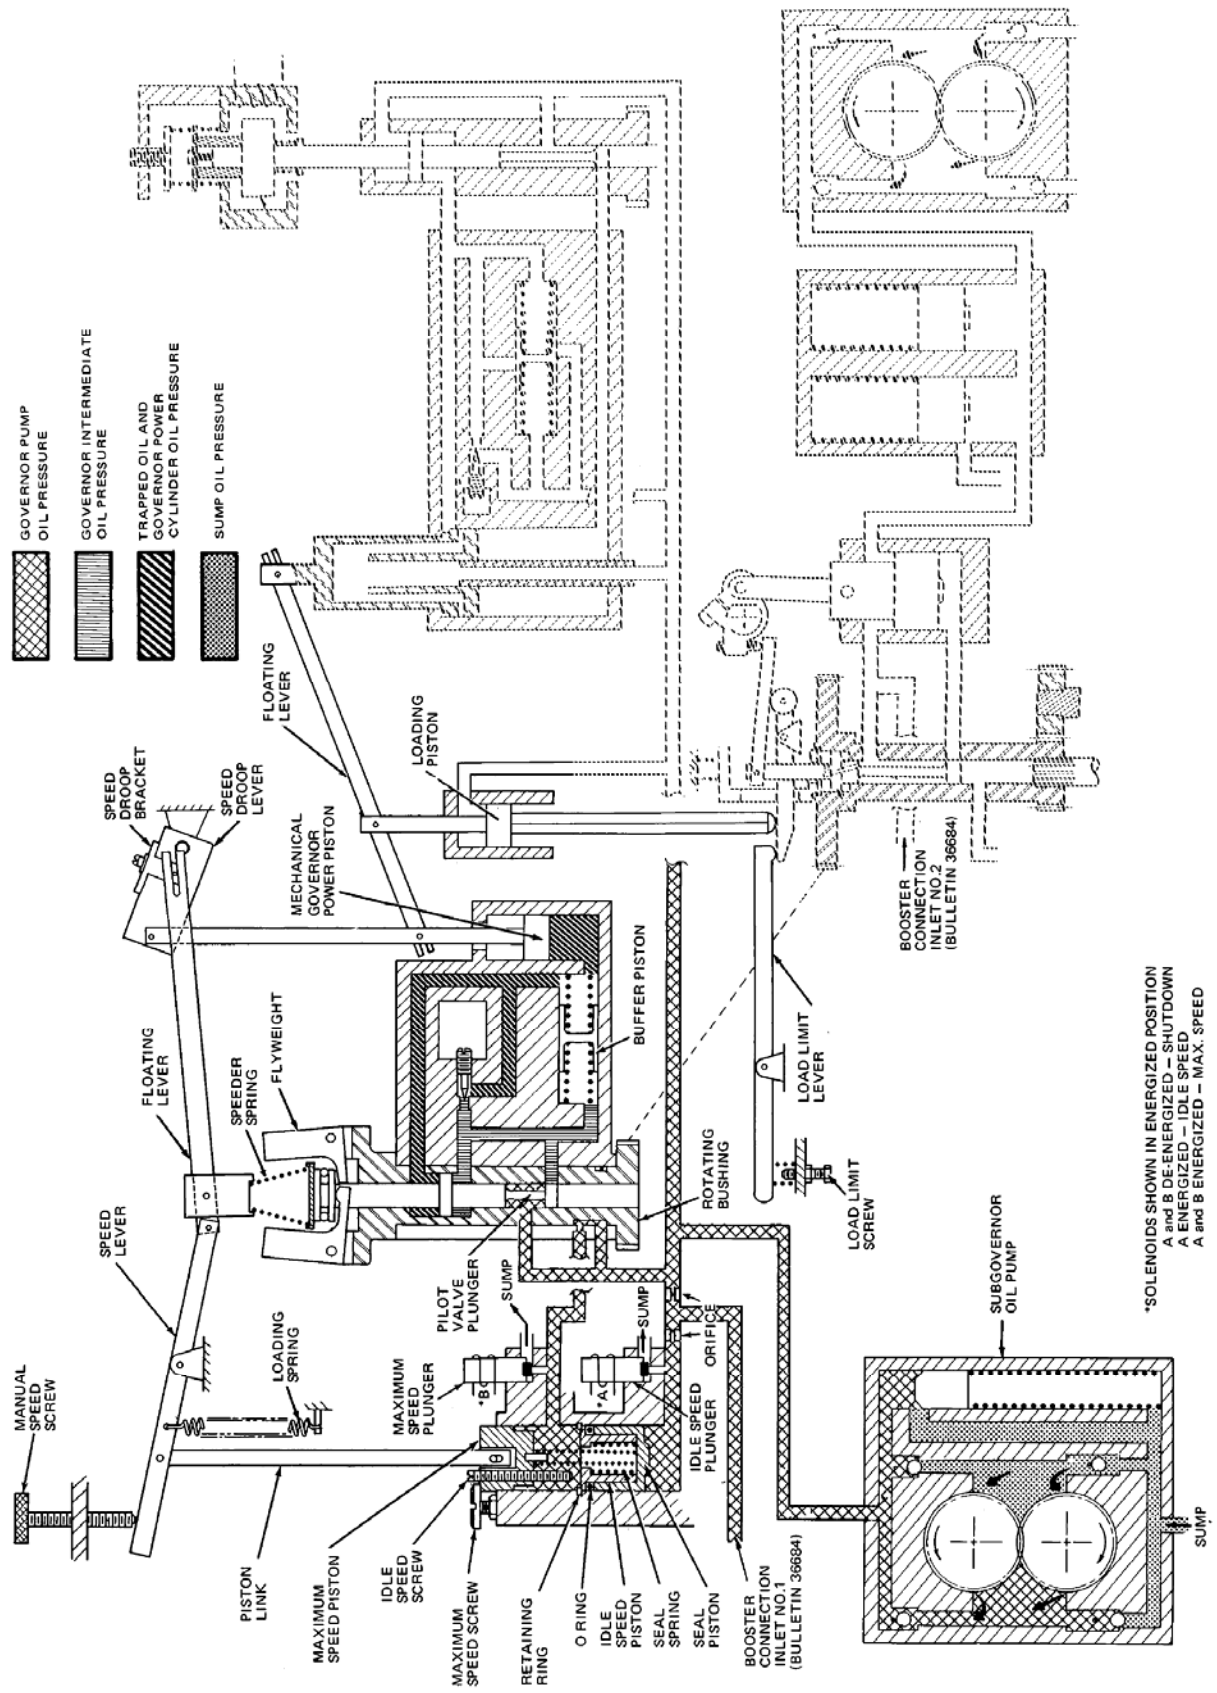 GOVERNOR PUMP
OIL PRESSURE
GOVERNOR INTERMEDIATE
OIL PRESSURE
TRAPPED OIL AND
GOVERNOR POWER
CYLINDER OIL PRESSURE
SUMP OIL PRESSURE
MANUAL
SPEED
SCREW
SPEED
LEVER
FLOATING
LEVER
SPEED
DROOP
BRACKET
SPEED
DROOP
LEVER
FLOATING
LEVER
SPEEDER
SPRING
FLYWEIGHT
LOADING
SPRING
MECHANICAL
GOVERNOR
POWER PISTON
LOADING
PISTON
PISTON
LINK
MAXIMUM
SPEED PISTON
IDLE
SPEED
SCREW
MAXIMUM
SPEED SCREW
MAXIMUM
SPEED
PLUNGER
PILOT
VALVE
PLUNGER
SUMP
*B
*A
SUMP
BUFFER PISTON
RETAINING
RING
O RING
IDLE
SPEED
PISTON
SEAL
SPRING
SEAL
PISTON
IDLE SPEED
PLUNGER
ORIFICE
ROTATING
BUSHING
BOOSTER
CONNECTION
INLET NO.1
(BULLETIN 36684)
LOAD LIMIT
SCREW
LOAD LIMIT
LEVER
BOOSTER
CONNECTION
INLET NO.2
(BULLETIN 36684)
SUBGOVERNOR
OIL PUMP
SUMP
*SOLENOIDS SHOWN IN ENERGIZED POSITION
A and B DE-ENERGIZED – SHUTDOWN
A ENERGIZED – IDLE SPEED
A and B ENERGIZED – MAX. SPEED